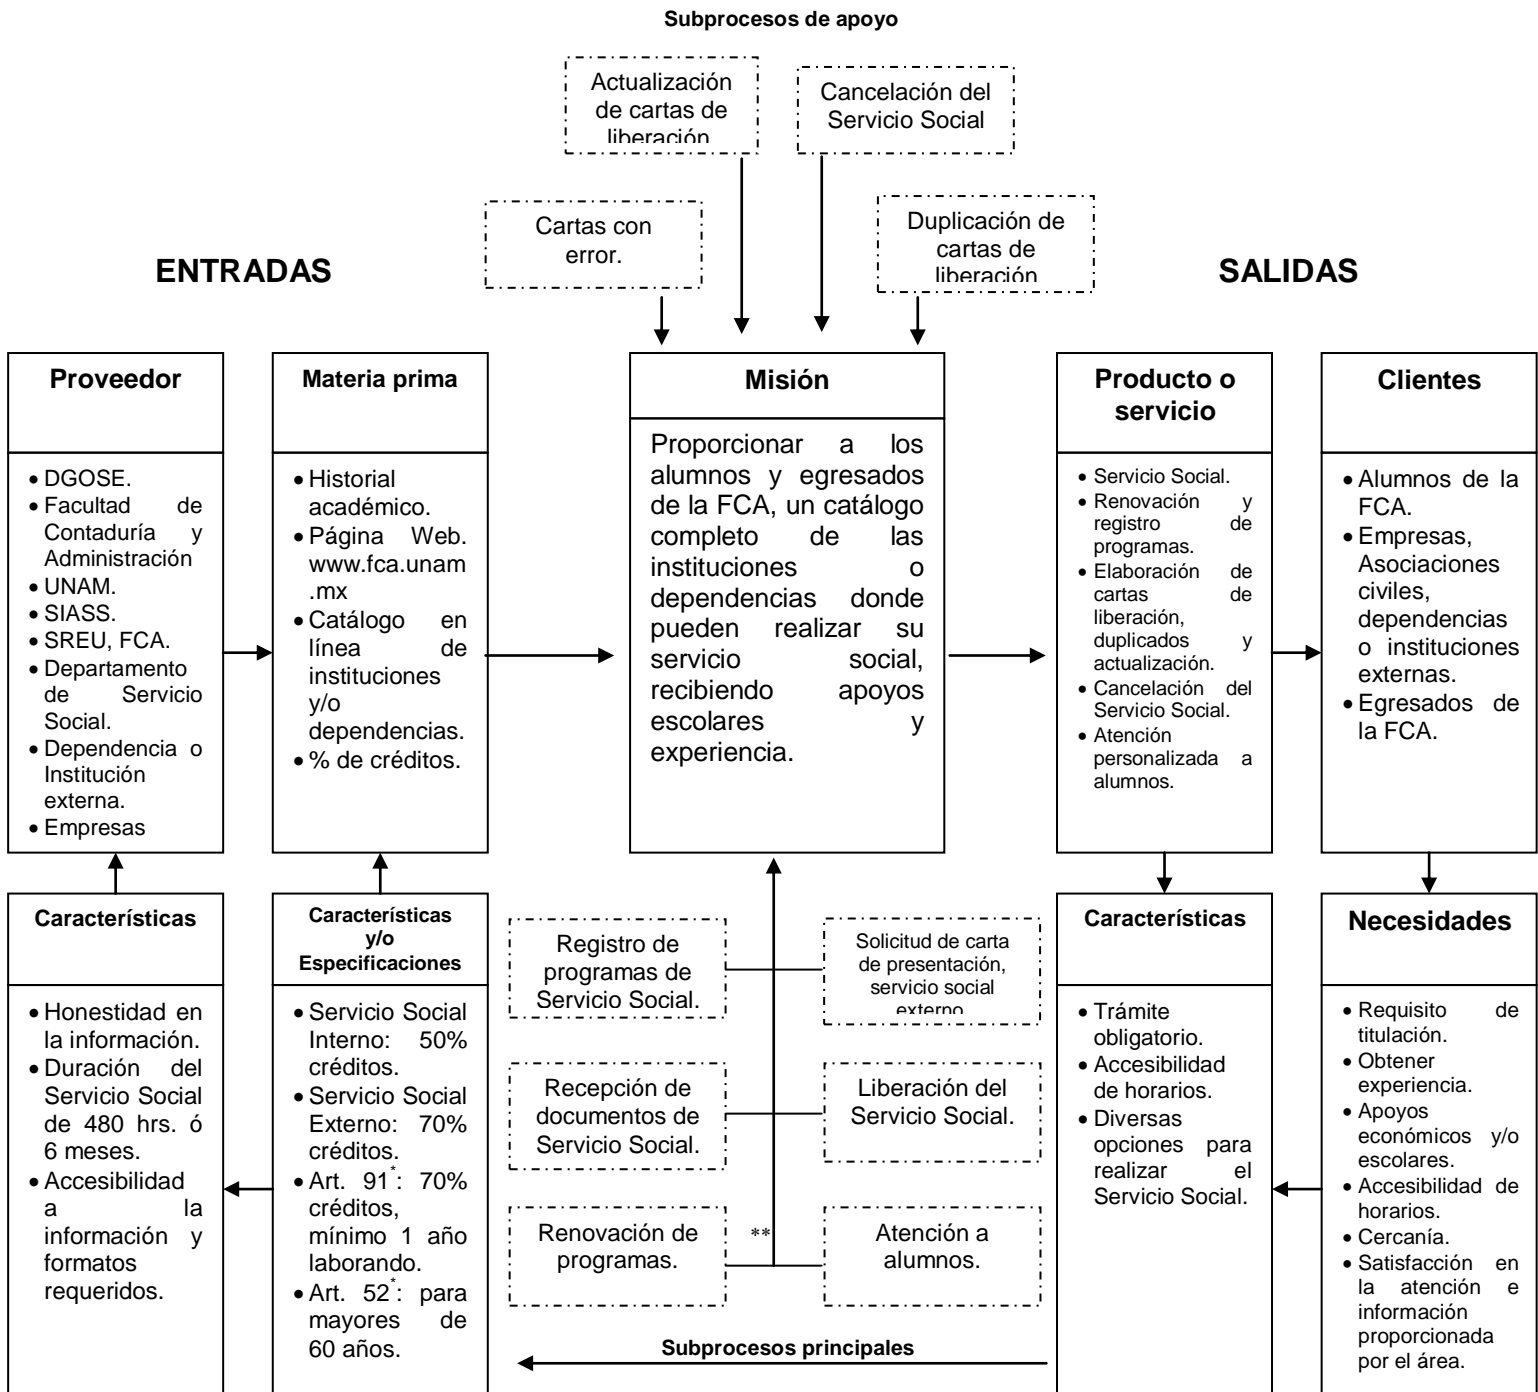 Subprocesos de apoyo
Actualización
de cartas de
liberación
Cancelación del
Servicio Social
Cartas con
error.
Duplicación de
cartas de
liberación
ENTRADAS
SALIDAS
Proveedor
• DGOSE.
• Facultad de
Contaduría y
Administración
• UNAM.
• SIASS.
• SREU, FCA.
• Departamento
de Servicio
Social.
• Dependencia o
Institución
externa.
• Empresas
Materia prima
• Historial
académico.
• Página Web.
www.fca.unam
.mx
• Catálogo en
línea de
instituciones
y/o
dependencias.
• % de créditos.
Misión
Proporcionar a los
alumnos y egresados
de la FCA, un catálogo
completo de las
instituciones o
dependencias donde
pueden realizar su
servicio social,
recibiendo apoyos
escolares y
experiencia.
Producto o
servicio
• Servicio Social.
• Renovación y
registro de
programas.
• Elaboración de
cartas de
liberación,
duplicados y
actualización.
• Cancelación del
Servicio Social.
• Atención
personalizada a
alumnos.
Clientes
• Alumnos de la
FCA.
• Empresas,
Asociaciones
civiles,
dependencias
o instituciones
externas.
• Egresados de
la FCA.
Características
• Honestidad en
la información.
• Duración del
Servicio Social
de 480 hrs. ó
6 meses.
• Accesibilidad
a la
información y
formatos
requeridos.
Características
y/o
Especificaciones
• Servicio Social
Interno: 50%
créditos.
• Servicio Social
Externo: 70%
créditos.
• Art. 91*: 70%
créditos,
mínimo 1 año
laborando.
• Art. 52*: para
mayores de
60 años.
Registro de
programas de
Servicio Social.
Solicitud de carta
de presentación,
servicio social
externo
Recepción de
documentos de
Servicio Social.
Liberación del
Servicio Social.
Renovación de
programas.
**
Atención a
alumnos.
Subprocesos principales
Características
• Trámite
obligatorio.
• Accesibilidad
de horarios.
• Diversas
opciones para
realizar el
Servicio Social.
Necesidades
• Requisito de
titulación.
• Obtener
experiencia.
• Apoyos
económicos y/o
escolares.
• Accesibilidad de
horarios.
• Cercanía.
• Satisfacción en
la atención e
información
proporcionada
por el área.